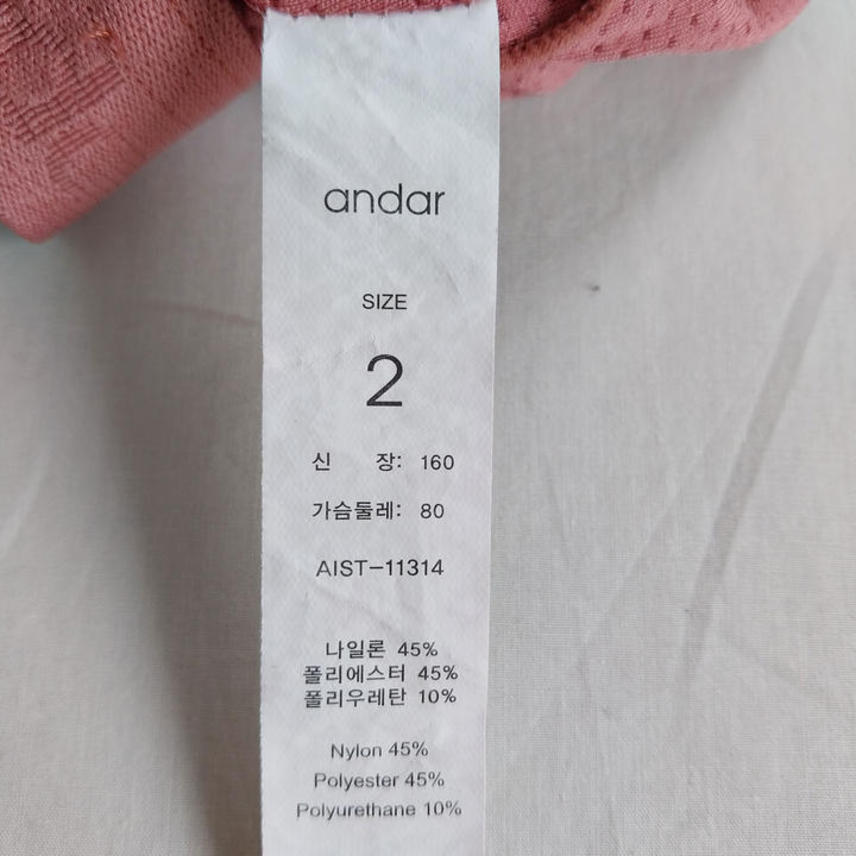 andar
SIZE
2
신 장: 160
가슴둘레: 80
AIST-11314
나일론 45%
폴리에스터 45%
폴리우레탄 10%
Nylon 45%
Polyester 45%
Polyurethane 10%